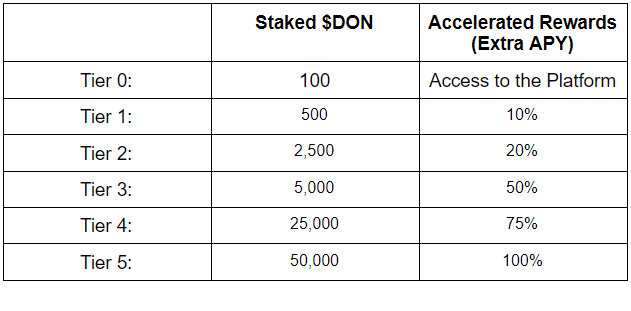 Staked $DON Accelerated Rewards
(Extra APY)
Tier 0: 100 Access to the Platform
Tier 1: 500 10%
Tier 2: 2,500 20%
Tier 3: 5,000 50%
Tier 4: 25,000 75%
Tier 5: 50,000 100%